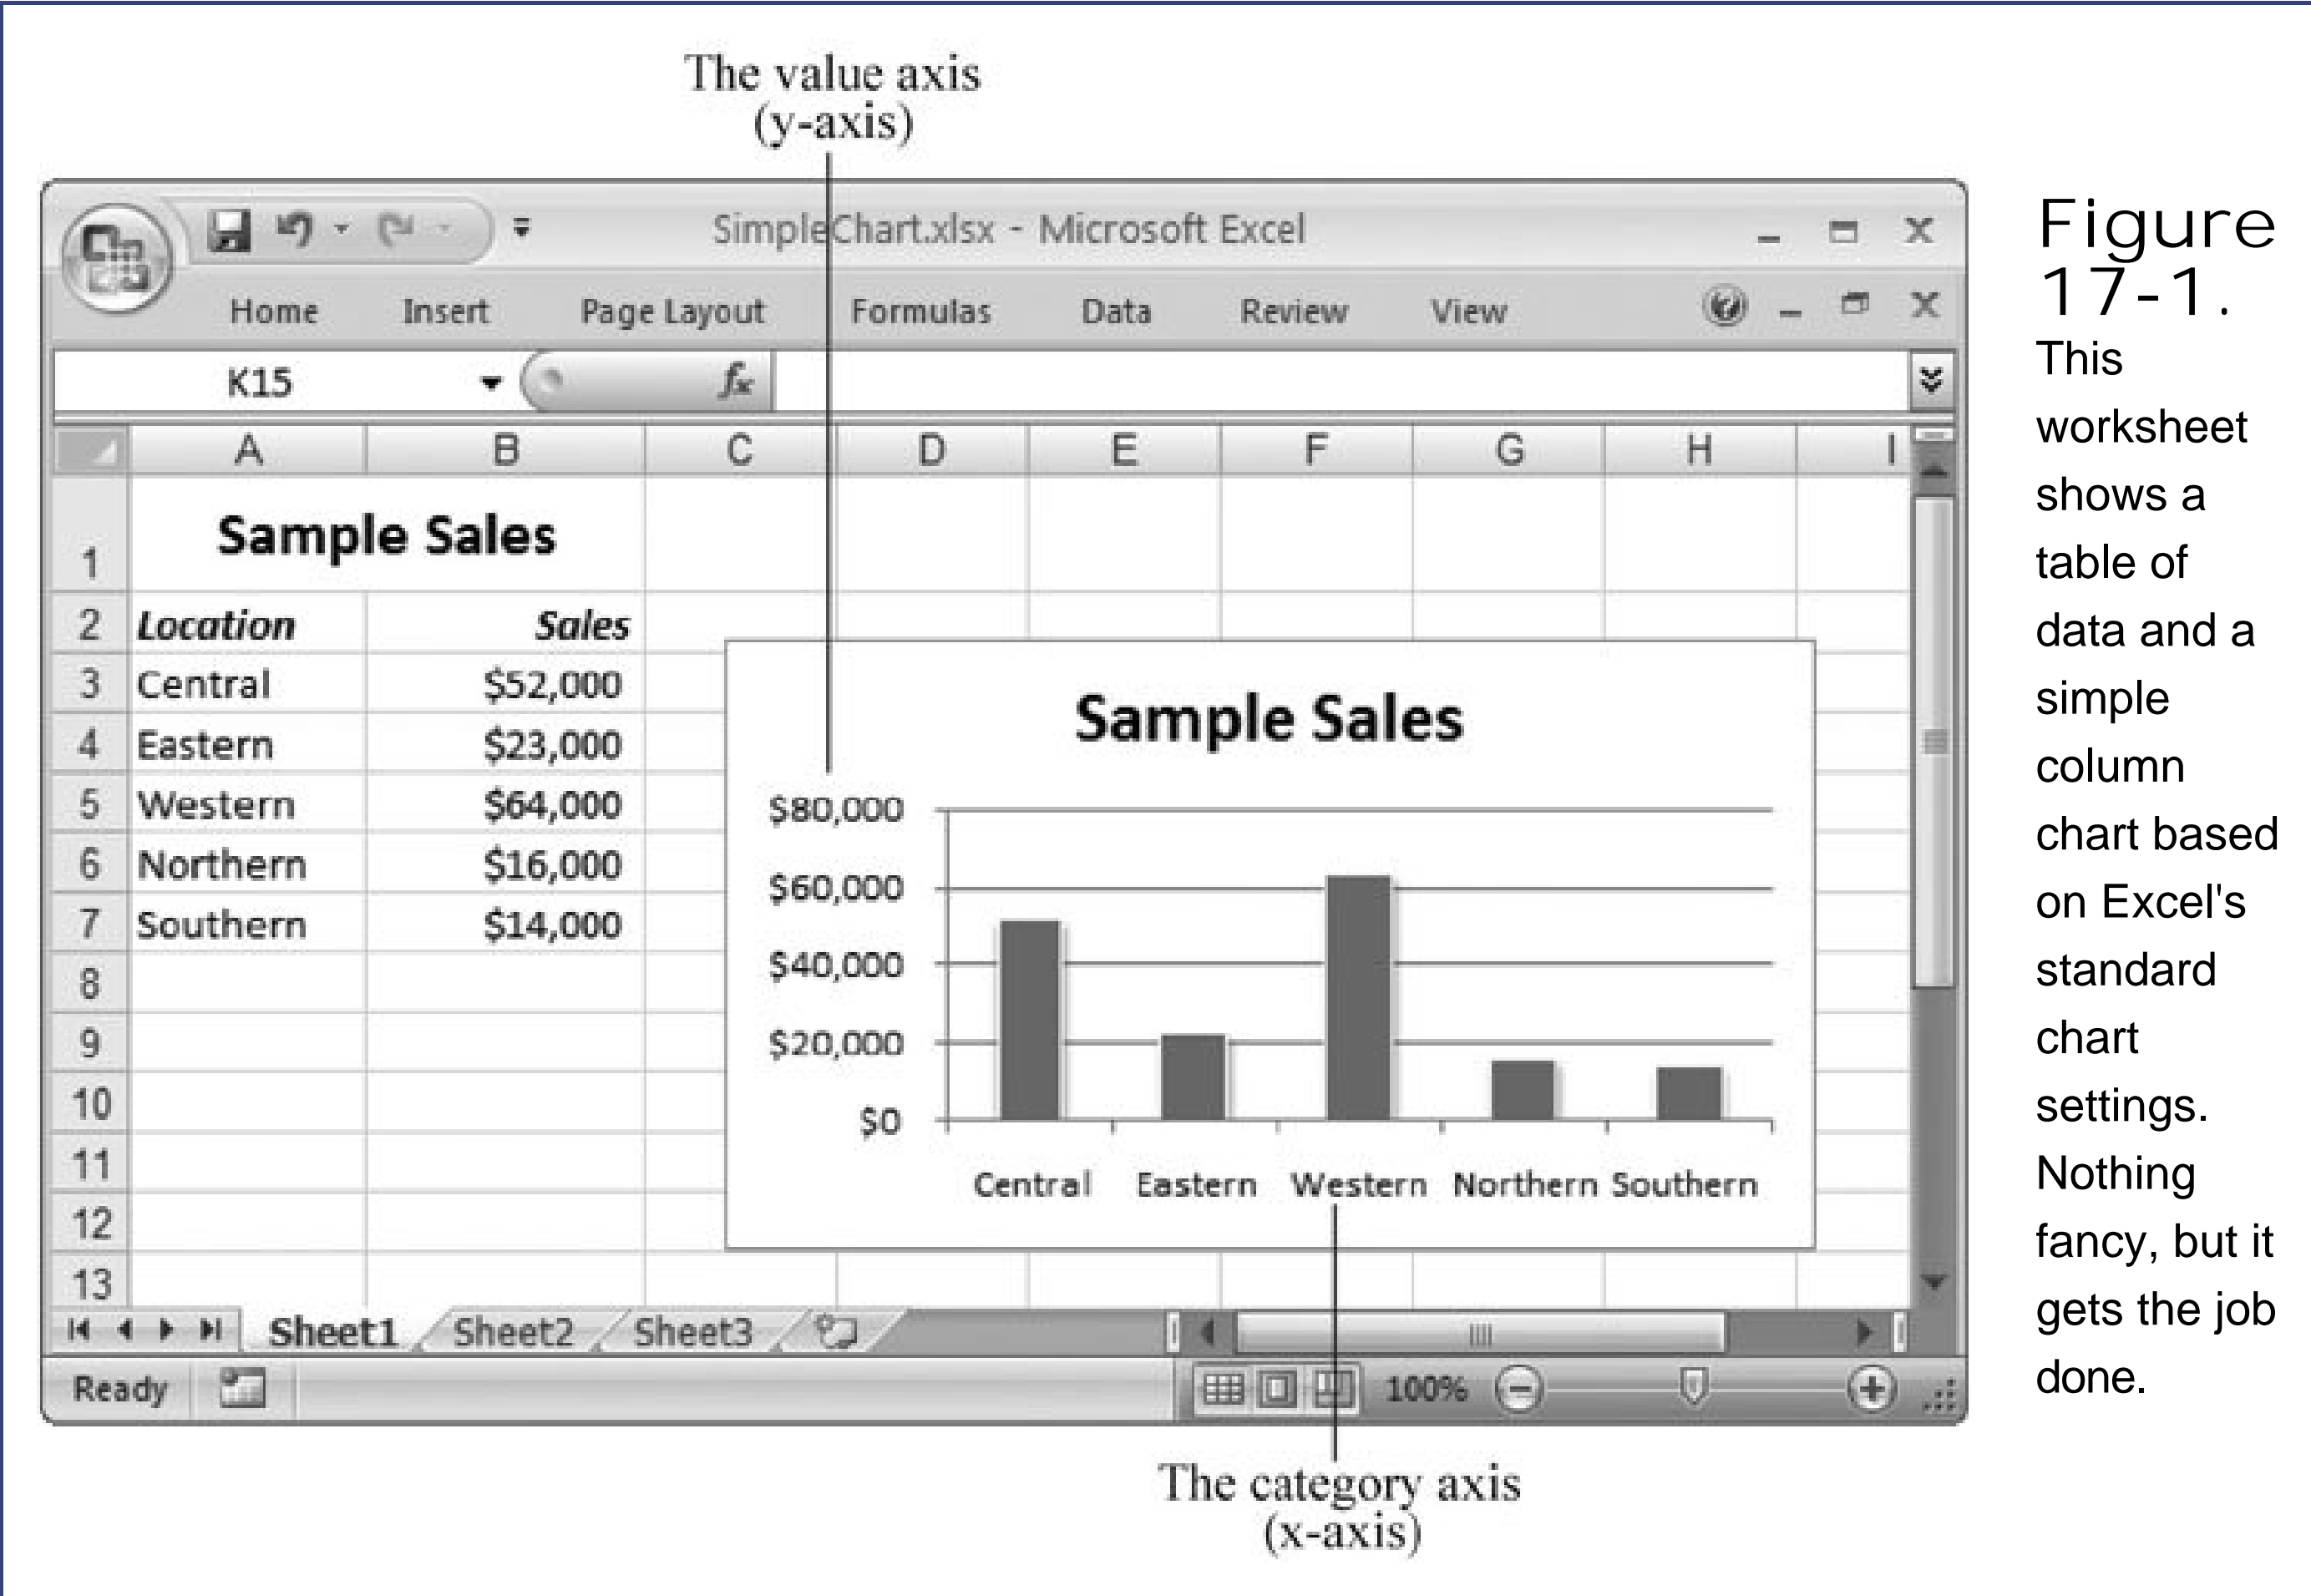 The value axis
(y-axis)
SimpleChart.xlsx - Microsoft Excel
Home Insert Page Layout Formulas Data Review View
K15 fx
A B C D E F G H I
1 Sample Sales
2 Location Sales
3 Central $52,000
4 Eastern $23,000
5 Western $64,000
6 Northern $16,000
7 Southern $14,000
8
9
10
11
12
13
Sample Sales
$80,000
$60,000
$40,000
$20,000
$0
Central Eastern Western Northern Southern
Sheet1 Sheet2 Sheet3
Ready 100%
The category axis
(x-axis)
Figure
17-1.
This
worksheet
shows a
table of
data and a
simple
column
chart based
on Excel's
standard
chart
settings.
Nothing
fancy, but it
gets the job
done.